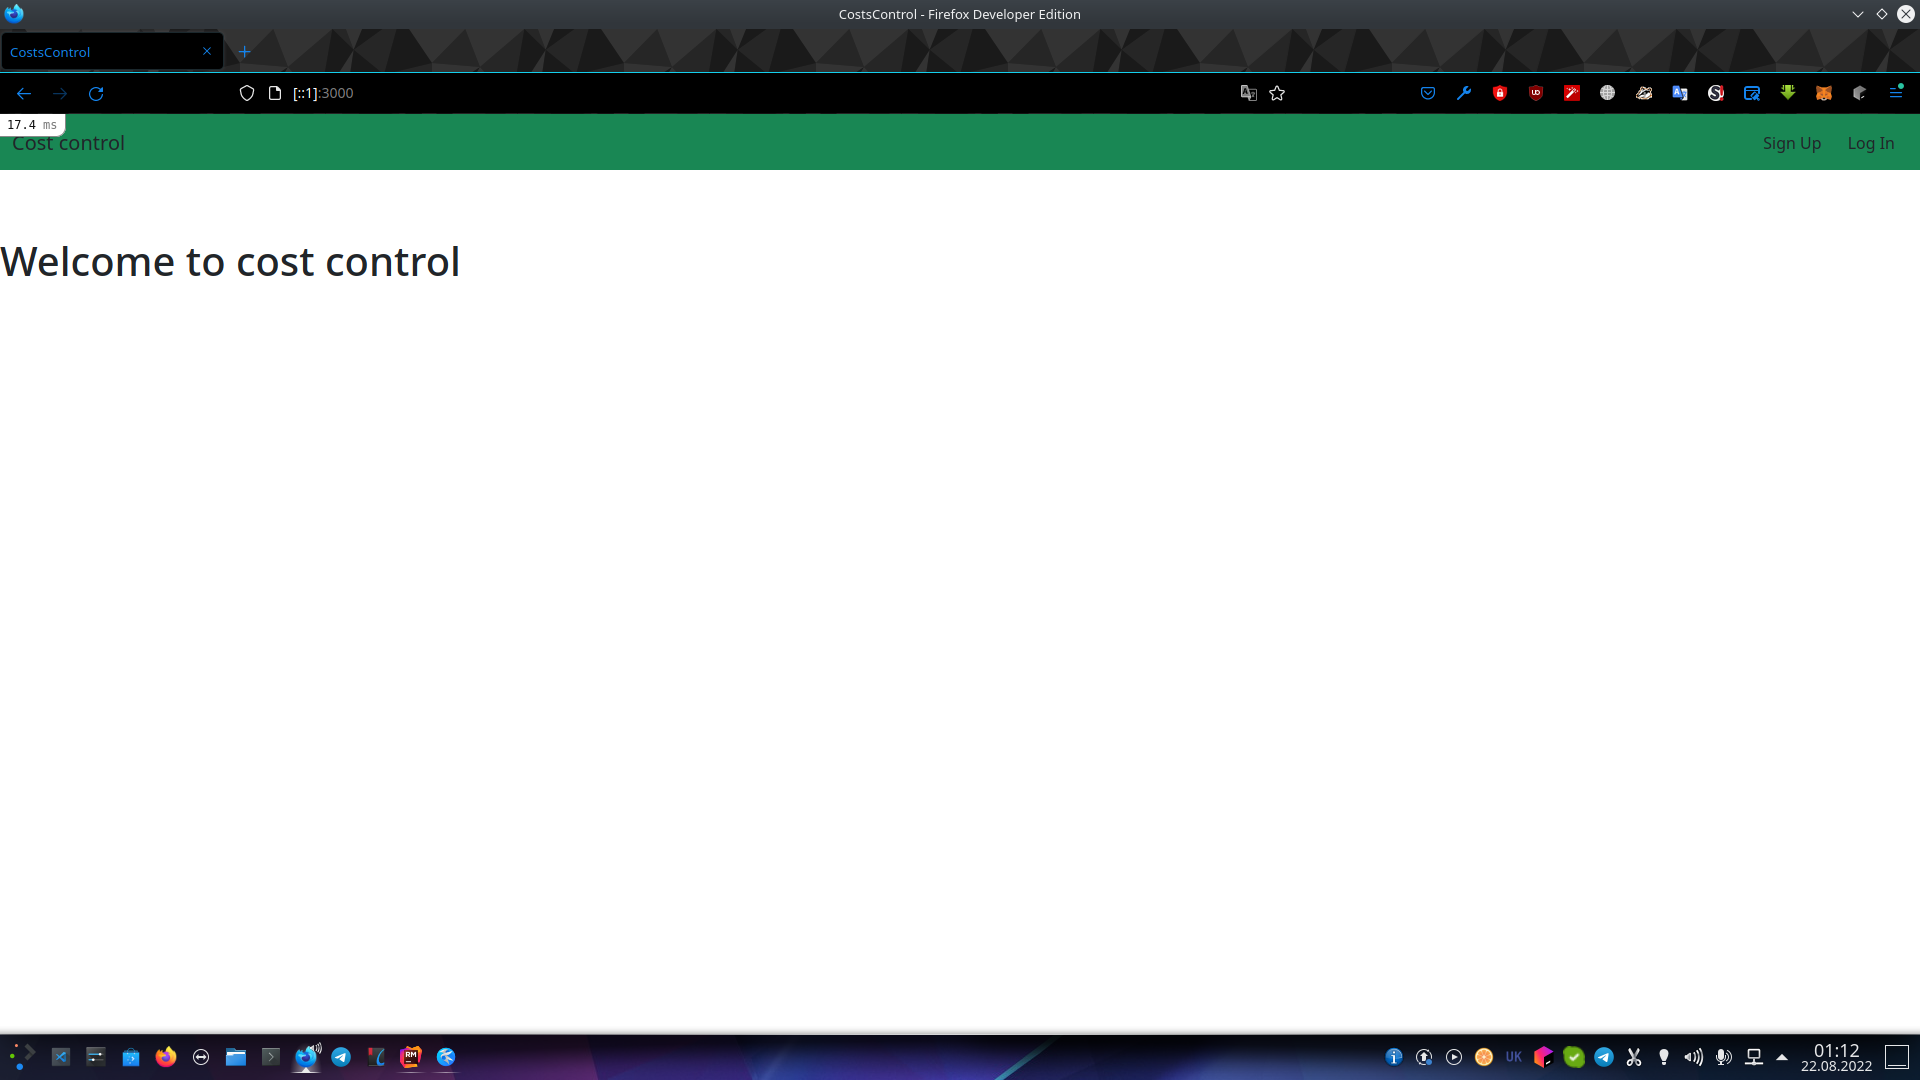 CostsControl - Firefox Developer Edition
CostsControl
[::1]:3000
17.4 ms
Cost control
Sign Up
Log In
Welcome to cost control
RM
UK
01:12
22.08.2022